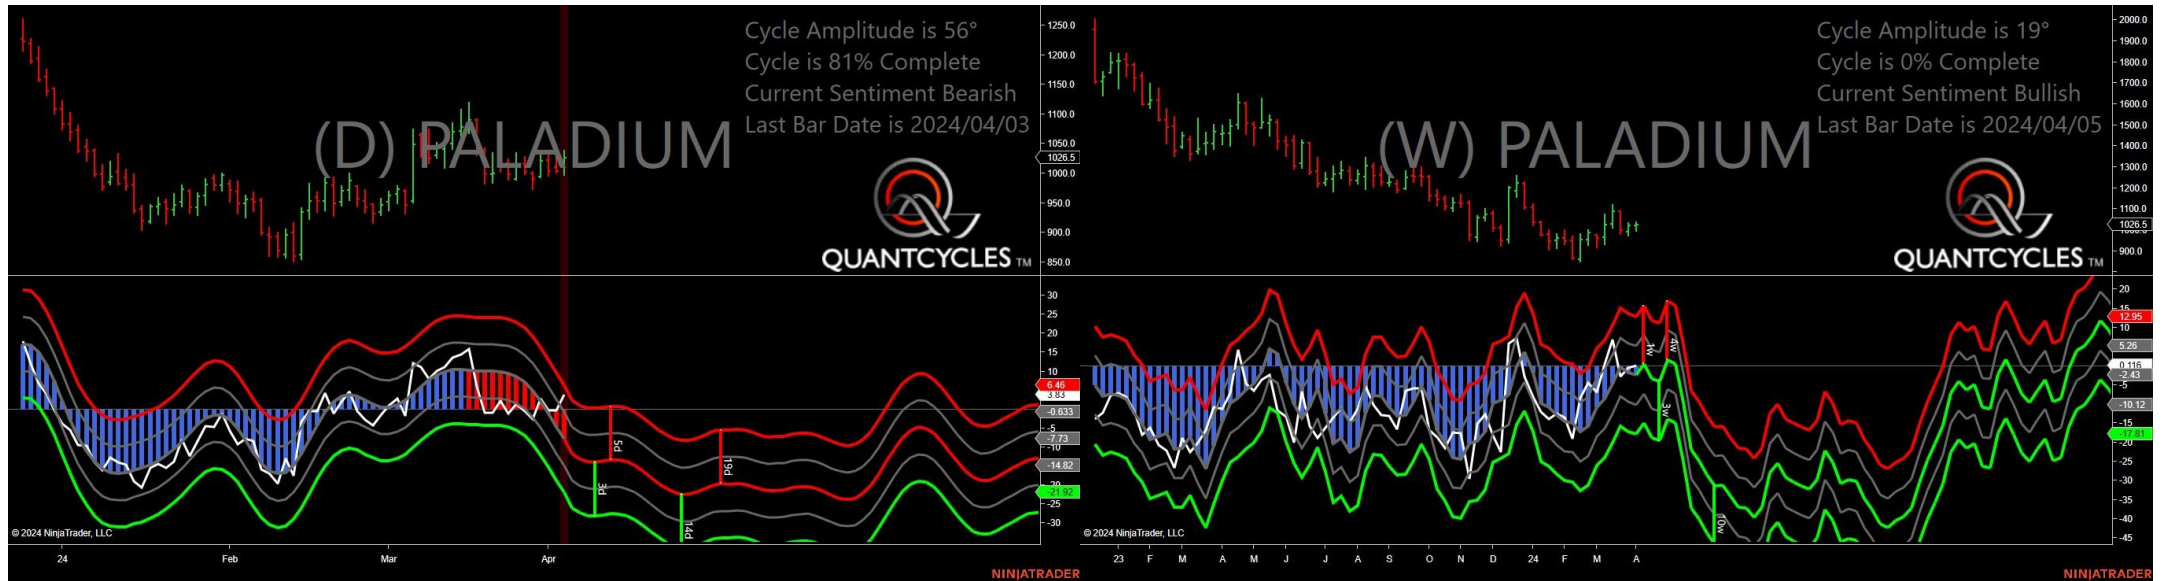 Cycle Amplitude is 56°
Cycle is 81% Complete
Current Sentiment Bearish
Last Bar Date is 2024/04/03
(D) PALADIUM
QUANTCYCLES TM
1250.0
1200.0
1150.0
1100.0
1050.0
1026.5
1000.0
950.0
900.0
850.0
30
25
20
15
10
6.46
3.83
-0.633
-5
-7.73
-10
-14.82
-20
-21.92
-25
-30
5d
3d
19d
14d
© 2024 NinjaTrader, LLC
24 Feb Mar Apr
NINJATRADER
Cycle Amplitude is 19°
Cycle is 0% Complete
Current Sentiment Bullish
Last Bar Date is 2024/04/05
(W) PALADIUM
QUANTCYCLES TM
2000.0
1900.0
1800.0
1700.0
1600.0
1500.0
1400.0
1300.0
1200.0
1100.0
1026.5
900.0
20
15
12.95
10
5.26
0.116
-2.43
-5
-10.12
-15
-17.81
-20
-25
-30
-35
-40
-45
1w
4w
3w
10w
© 2024 NinjaTrader, LLC
23 F M A M J J A S O N D 24 F M A
NINJATRADER